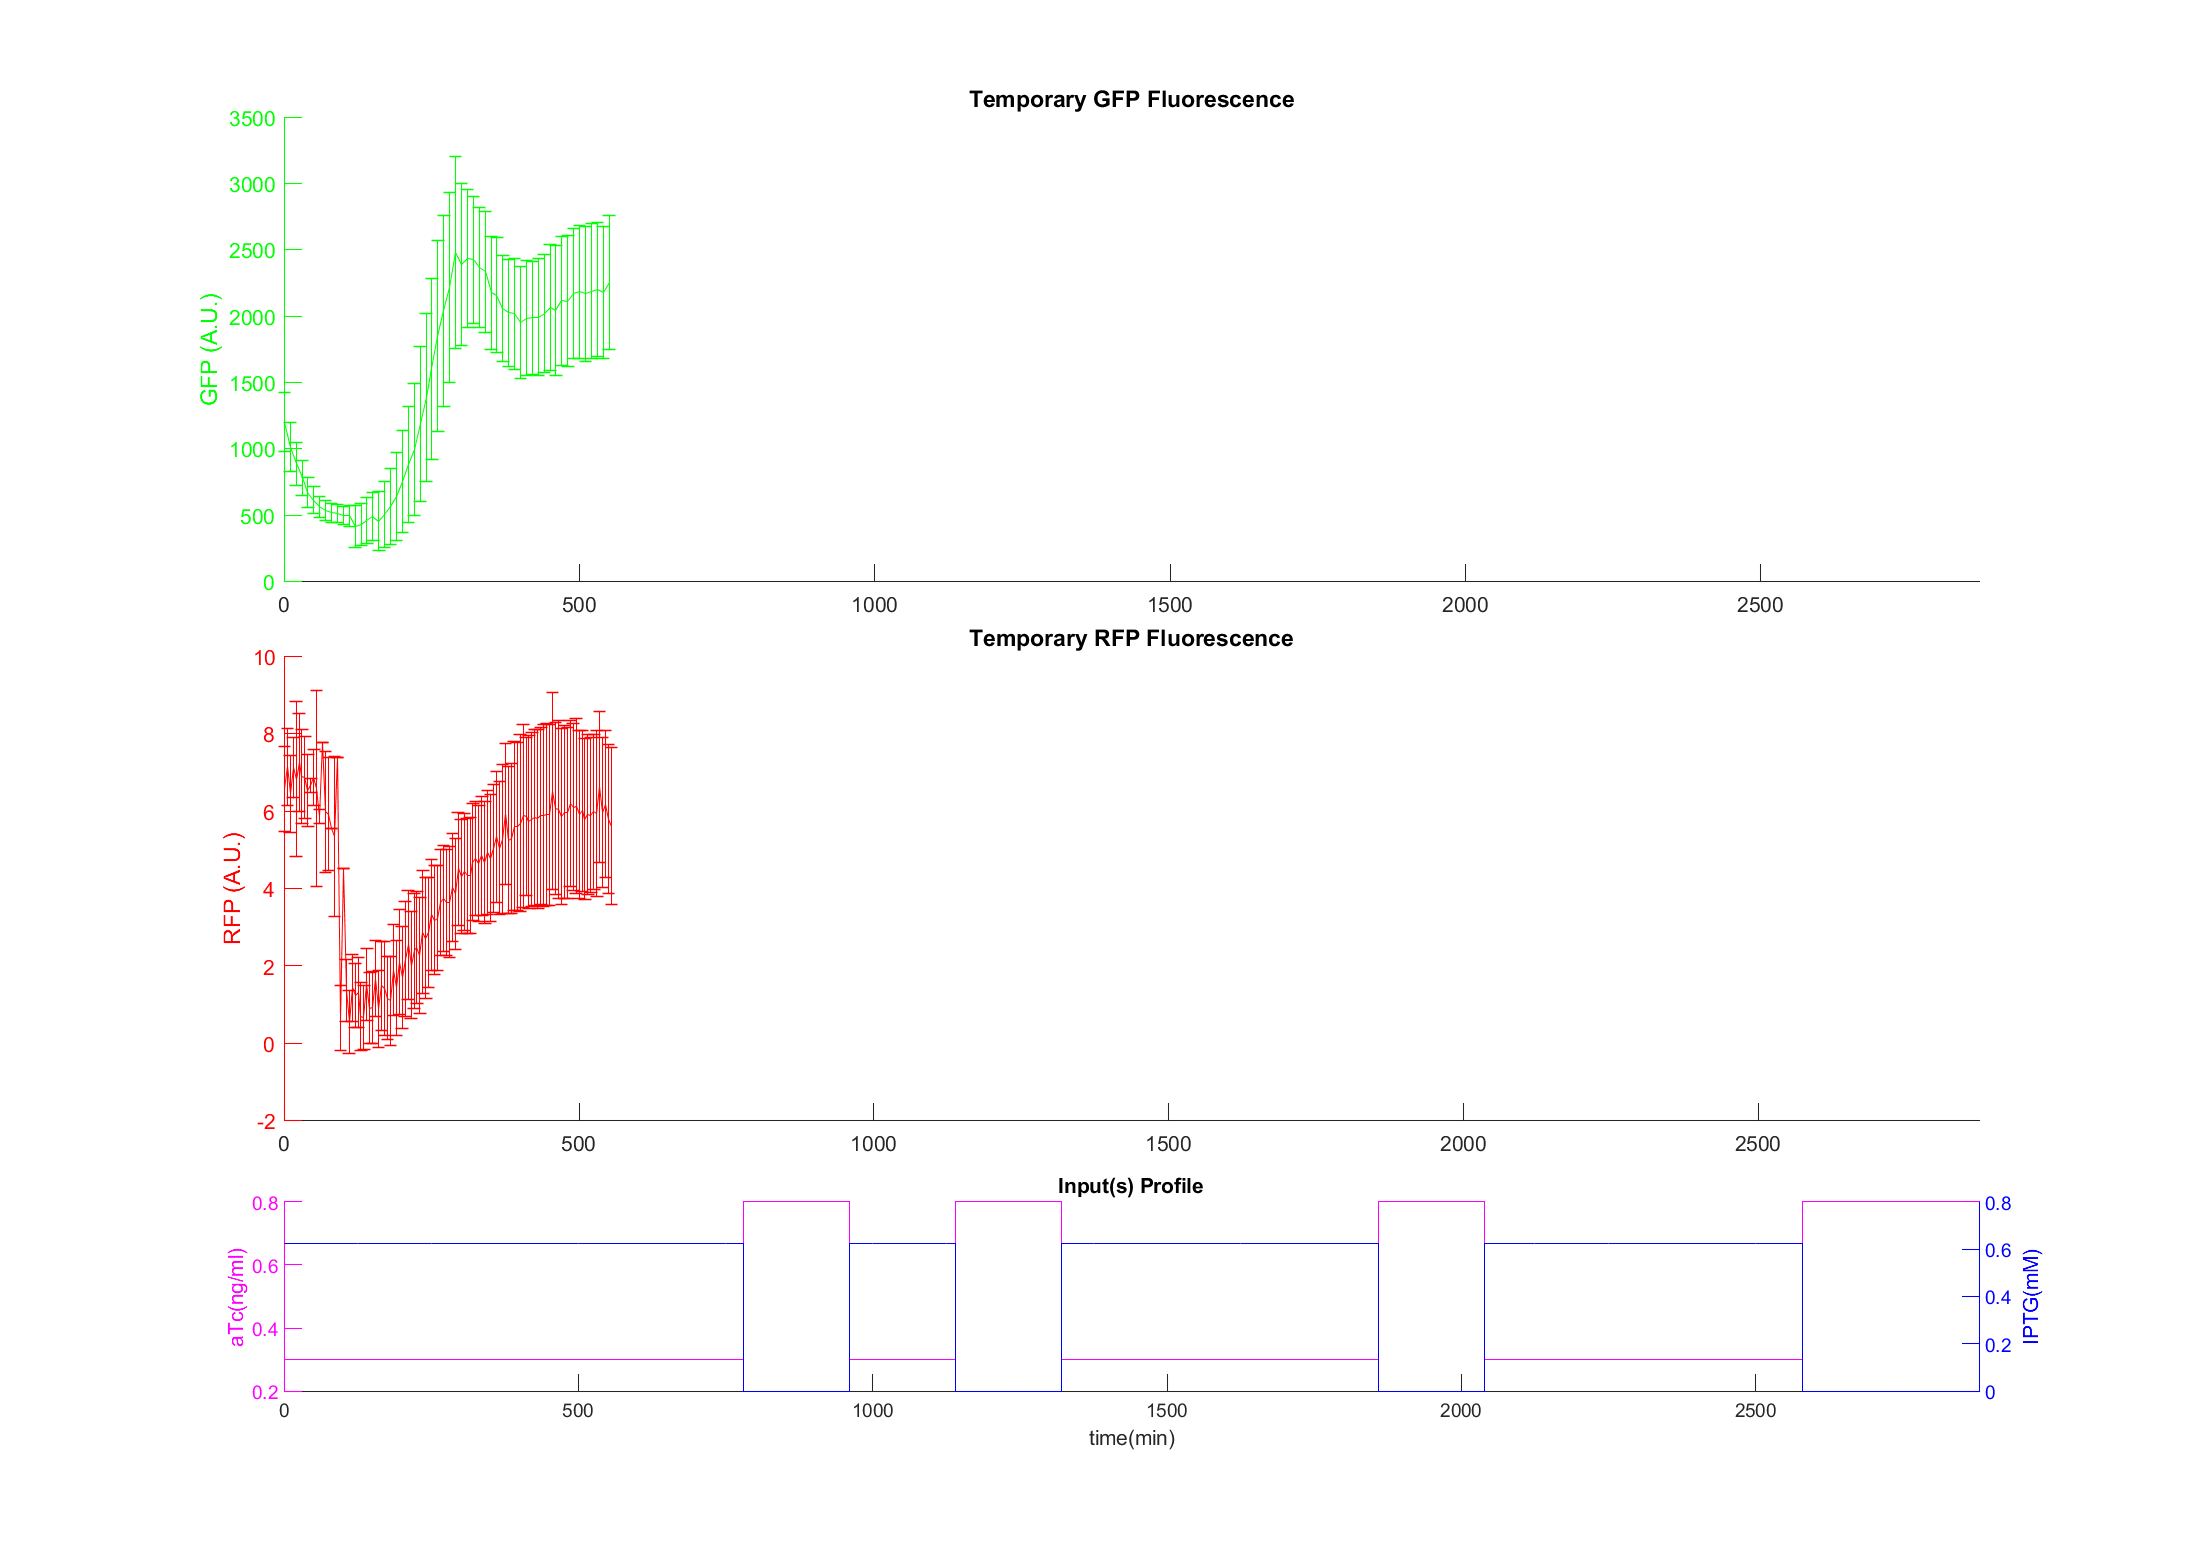 Temporary GFP Fluorescence
3500
3000
2500
2000
1500
1000
500
0
GFP (A.U.)
0 500 1000 1500 2000 2500
Temporary RFP Fluorescence
10
8
6
4
2
0
-2
RFP (A.U.)
0 500 1000 1500 2000 2500
Input(s) Profile
0.8
0.6
0.4
0.2
aTc(ng/ml)
0.8
0.6
0.4
0.2
0
IPTG(mM)
0 500 1000 1500 2000 2500
time(min)